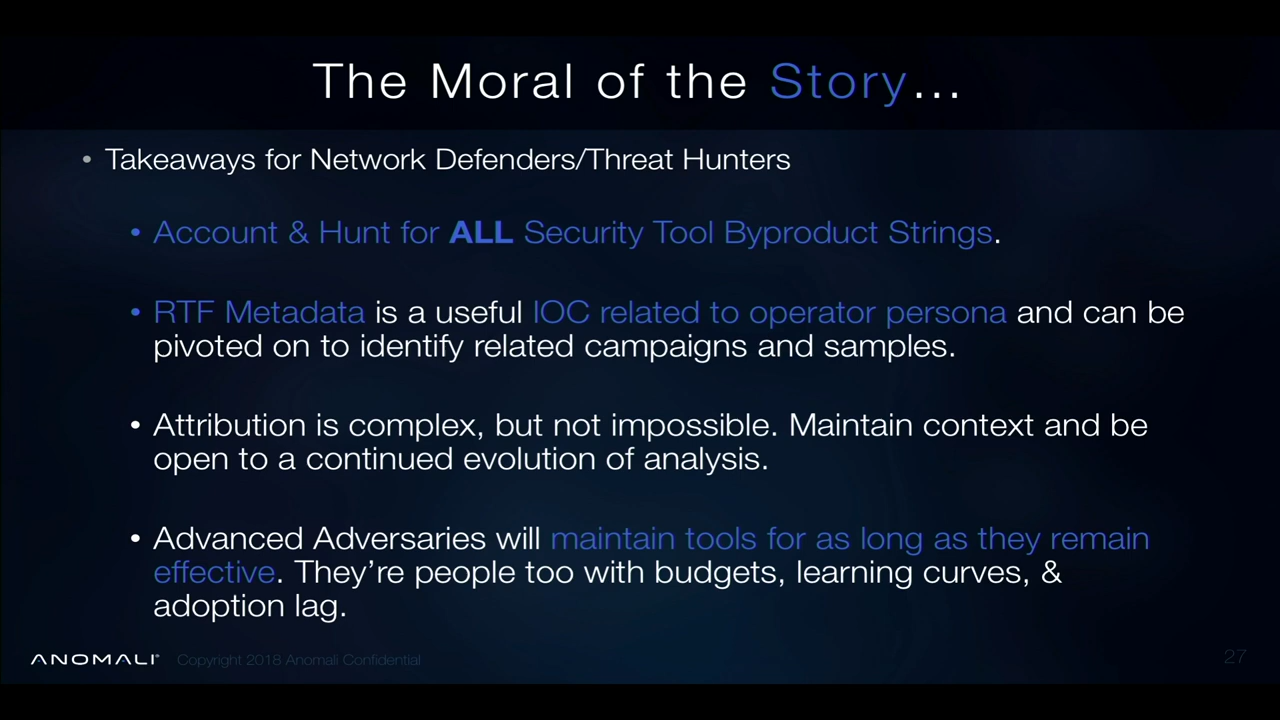 The Moral of the Story...
• Takeaways for Network Defenders/Threat Hunters
• Account & Hunt for ALL Security Tool Byproduct Strings.
• RTF Metadata is a useful IOC related to operator persona and can be
pivoted on to identify related campaigns and samples.
• Attribution is complex, but not impossible. Maintain context and be
open to a continued evolution of analysis.
• Advanced Adversaries will maintain tools for as long as they remain
effective. They’re people too with budgets, learning curves, &
adoption lag.
ANOMALI® Copyright 2018 Anomali Confidential 27